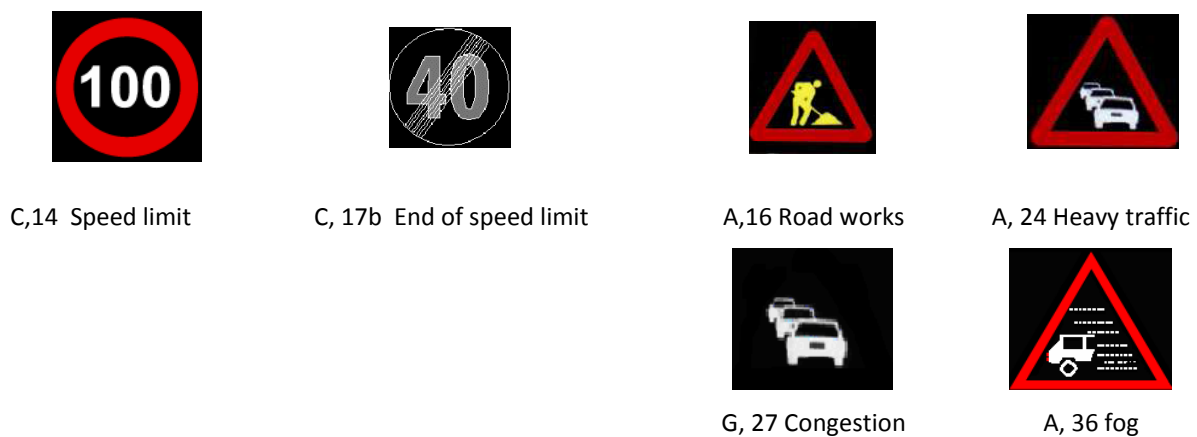 100
40
C,14 Speed limit
C, 17b End of speed limit
A,16 Road works
A, 24 Heavy traffic
G, 27 Congestion
A, 36 fog